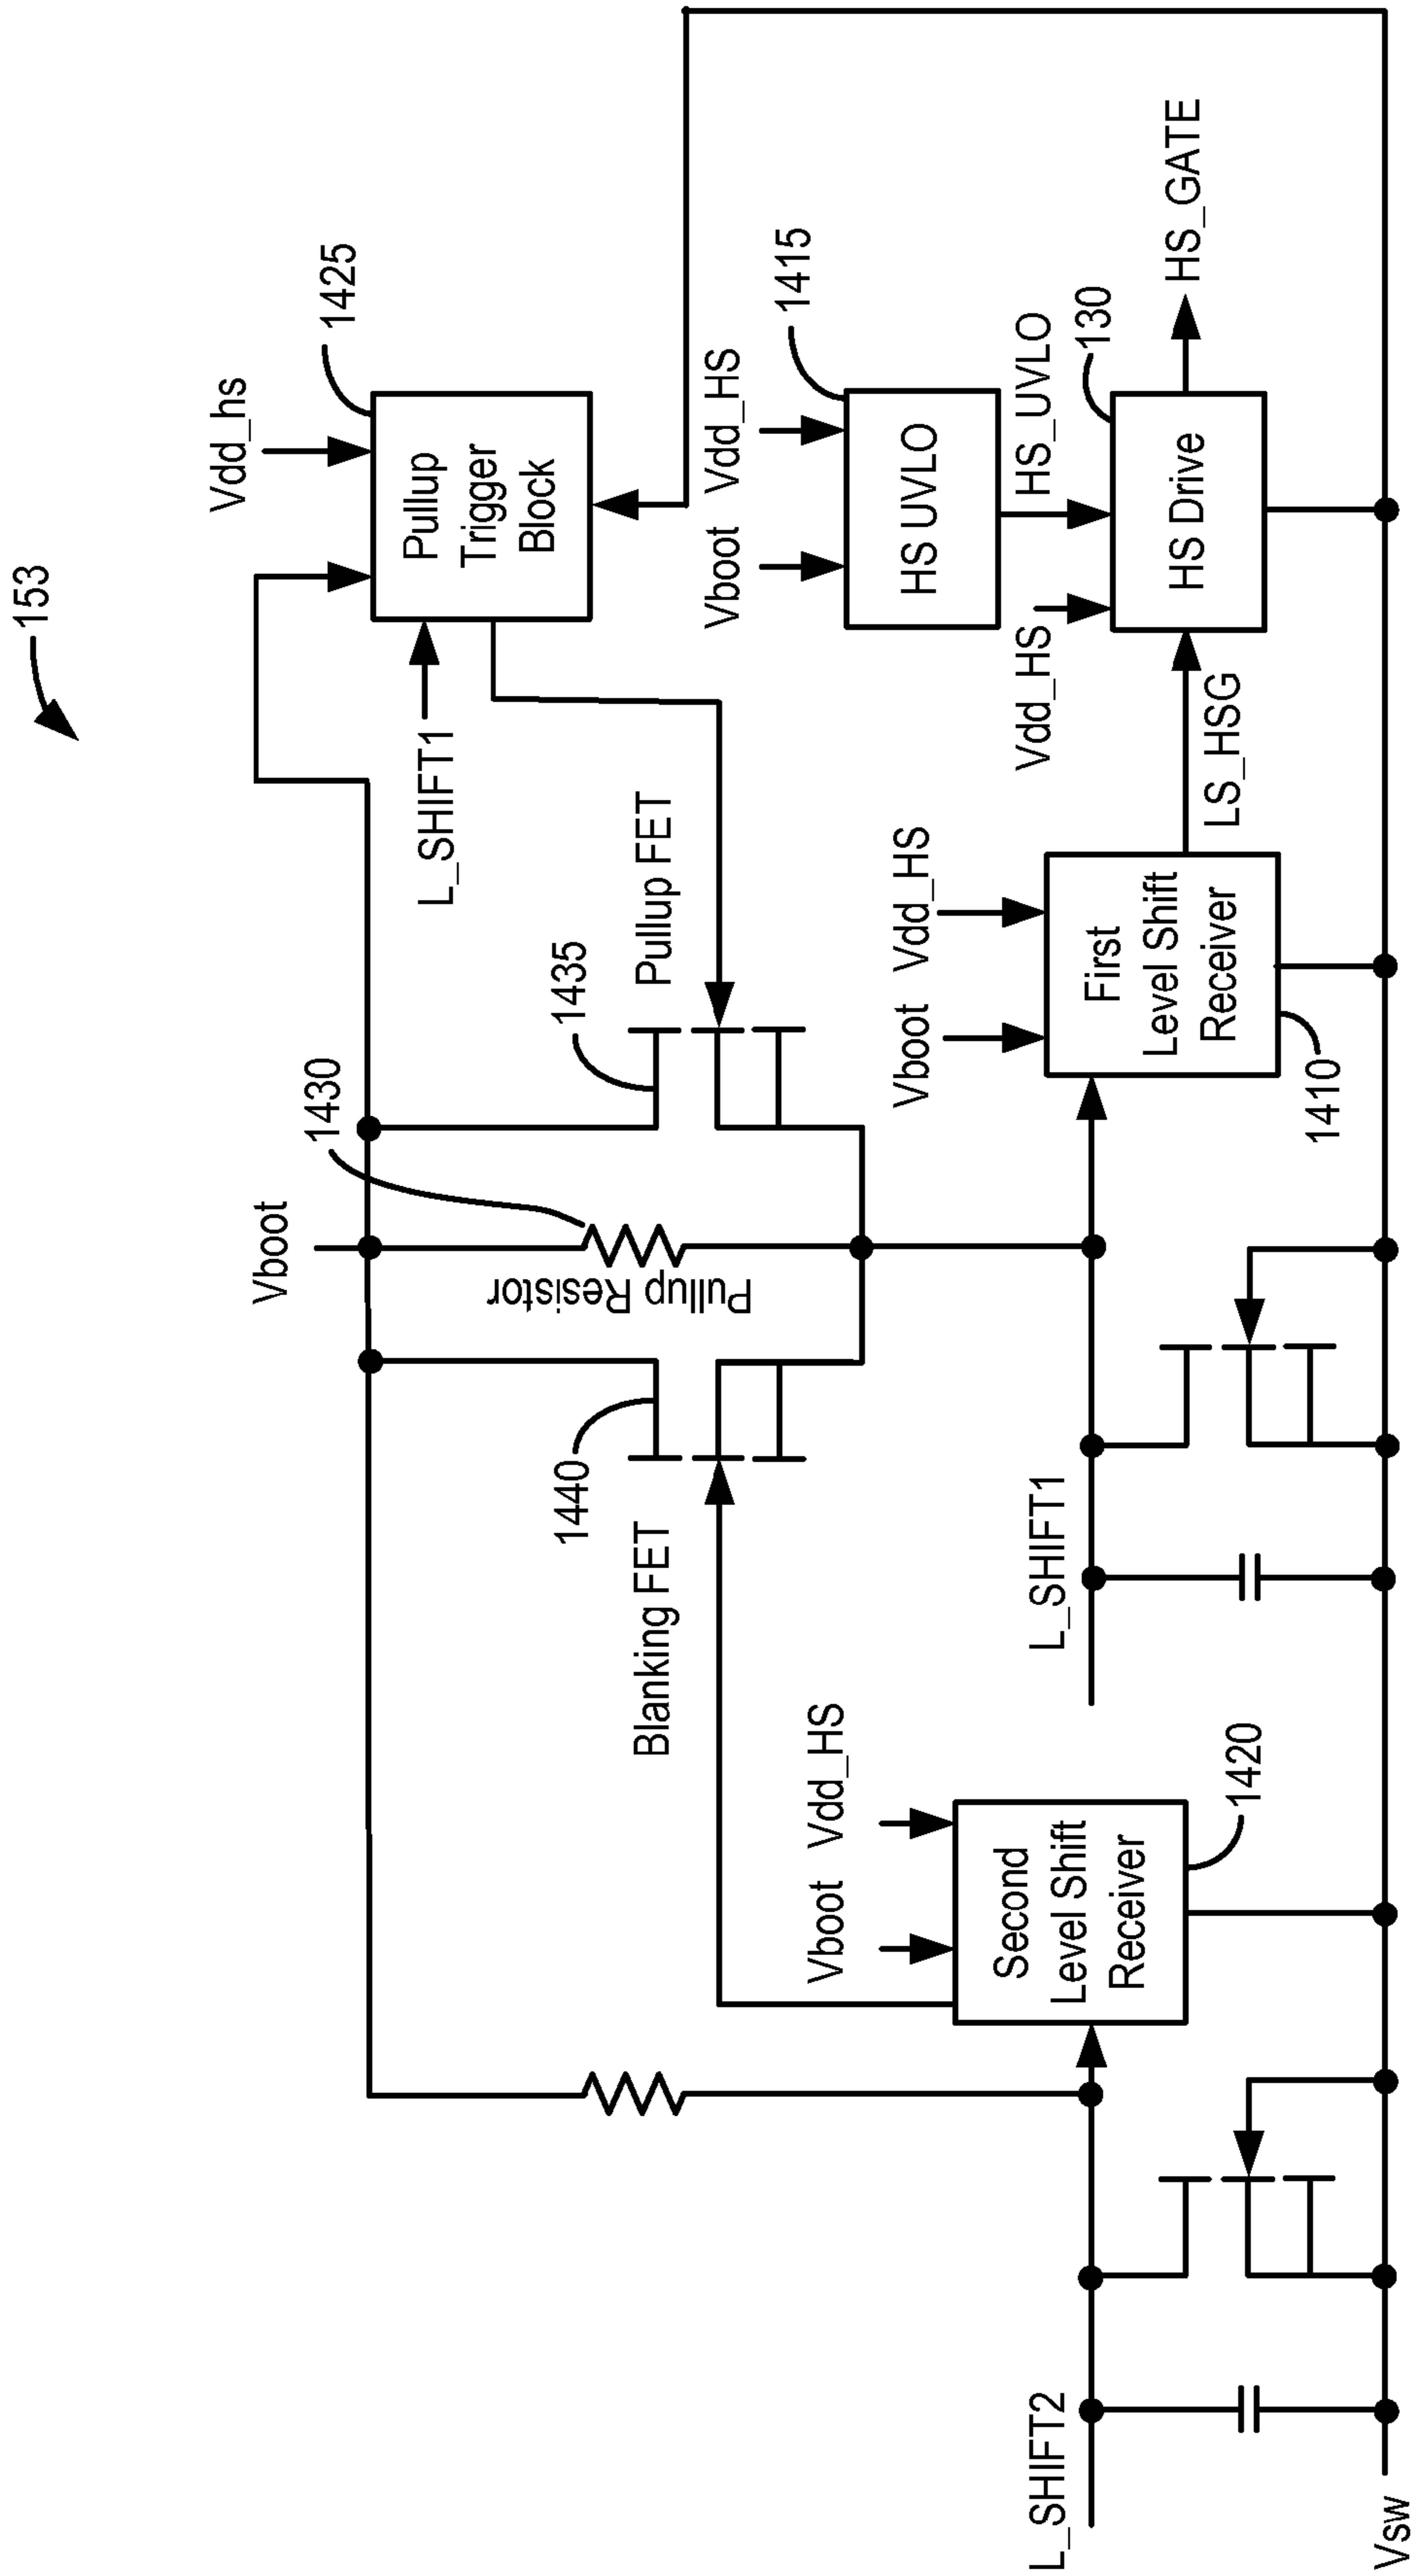 153
Vdd_hs
1425
Pullup
Trigger
Block
L_SHIFT1
Vboot
1430
Pullup Resistor
1435
Pullup FET
1440
Blanking FET
Vboot
Vdd_HS
1415
HS UVLO
HS_UVLO
Vdd_HS
130
HS Drive
HS_GATE
LS_HSG
Vboot
Vdd_HS
First
Level Shift
Receiver
1410
L_SHIFT1
Vboot
Vdd_HS
Second
Level Shift
Receiver
1420
L_SHIFT2
Vsw